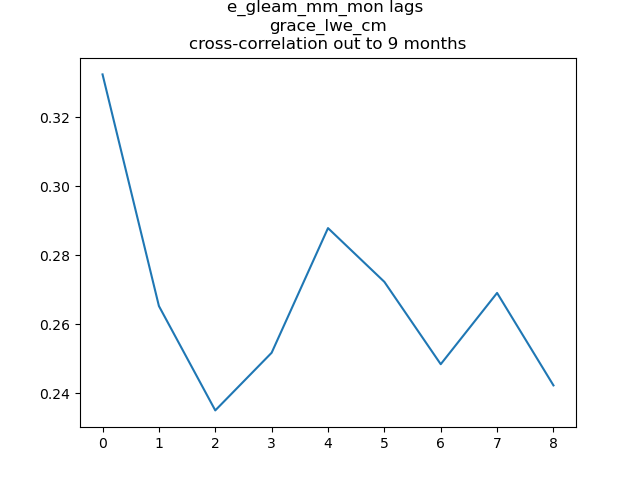 e_gleam_mm_mon lags
grace_lwe_cm
cross-correlation out to 9 months
0.32
0.30
0.28
0.26
0.24
0 1 2 3 4 5 6 7 8